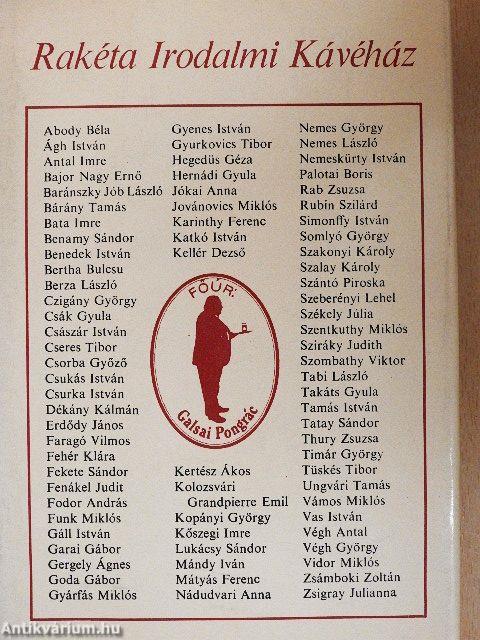 Rakéta Irodalmi Kávéház
Abody Béla
Ágh István
Antal Imre
Bajor Nagy Ernő
Baránszky Jób László
Bárány Tamás
Bata Imre
Benamy Sándor
Benedek István
Bertha Bulcsu
Berza László
Czigány György
Csák Gyula
Császár István
Cseres Tibor
Csorba Győző
Csukás István
Csurka István
Dékány Kálmán
Erdődy János
Faragó Vilmos
Fehér Klára
Fekete Sándor
Fenákel Judit
Fodor András
Funk Miklós
Gáll István
Garai Gábor
Gergely Ágnes
Goda Gábor
Gyárfás Miklós
Gyenes István
Gyurkovics Tibor
Hegedüs Géza
Hernádi Gyula
Jókai Anna
Jovánovics Miklós
Karinthy Ferenc
Katkó István
Kellér Dezső
FŐÚR:
Galsai Pongrác
Kertész Ákos
Kolozsvári
Grandpierre Emil
Kopányi György
Kőszegi Imre
Lukácsy Sándor
Mándy Iván
Mátyás Ferenc
Nádudvari Anna
Nemes György
Nemes László
Nemeskürty István
Palotai Boris
Rab Zsuzsa
Rubin Szilárd
Simonffy István
Somlyó György
Szakonyi Károly
Szalay Károly
Szántó Piroska
Szeberényi Lehel
Székely Júlia
Szentkuthy Miklós
Sziráky Judith
Szombathy Viktor
Tabi László
Takáts Gyula
Tamás István
Tatay Sándor
Thury Zsuzsa
Timár György
Tüskés Tibor
Ungvári Tamás
Vámos Miklós
Vas István
Végh Antal
Végh György
Vidor Miklós
Zsámboki Zoltán
Zsigray Julianna
Antikvárium.hu